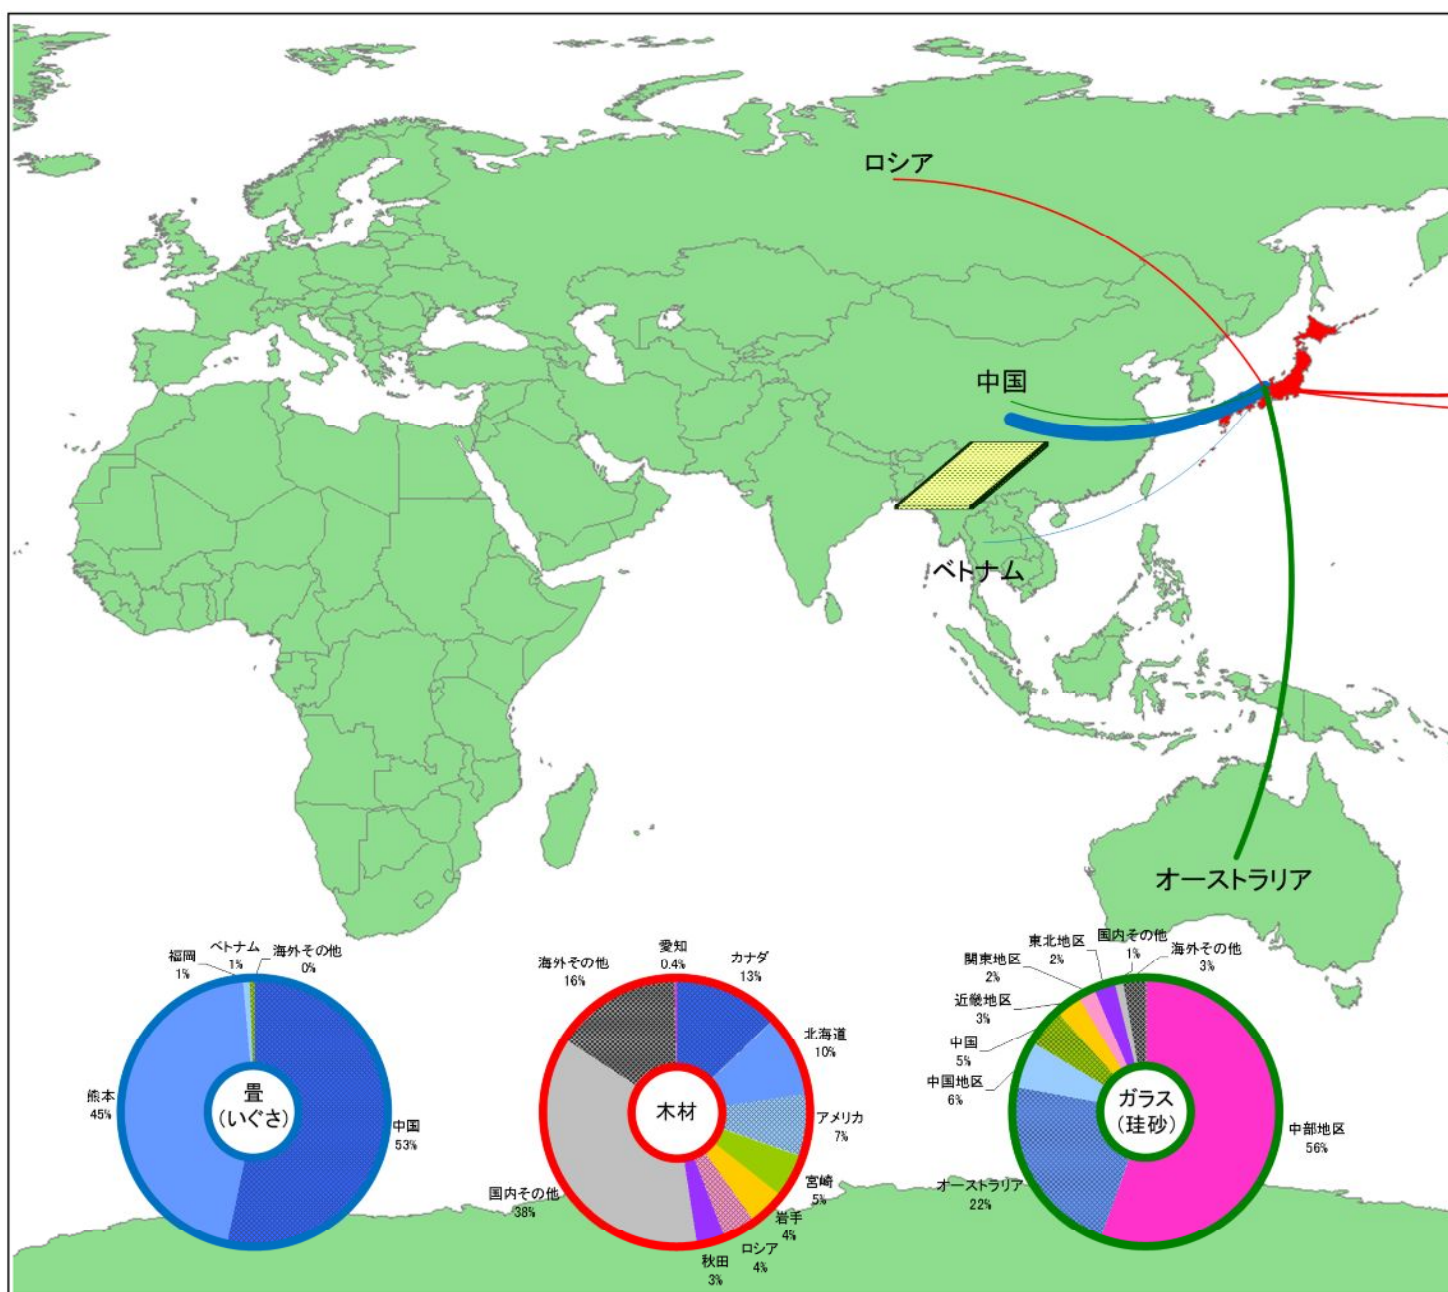 ロシア
中国
ベトナム
オーストラリア
ベトナム
1%
海外その他
0%
福岡
1%
熊本
45%
中国
53%
畳
(いぐさ)
愛知
0.4%
カナダ
13%
海外その他
16%
北海道
10%
アメリカ
7%
宮崎
5%
岩手
4%
ロシア
4%
秋田
3%
国内その他
38%
木材
国内その他
1%
東北地区
2%
海外その他
3%
関東地区
2%
近畿地区
3%
中国
5%
中国地区
6%
オーストラリア
22%
中部地区
56%
ガラス
(珪砂)